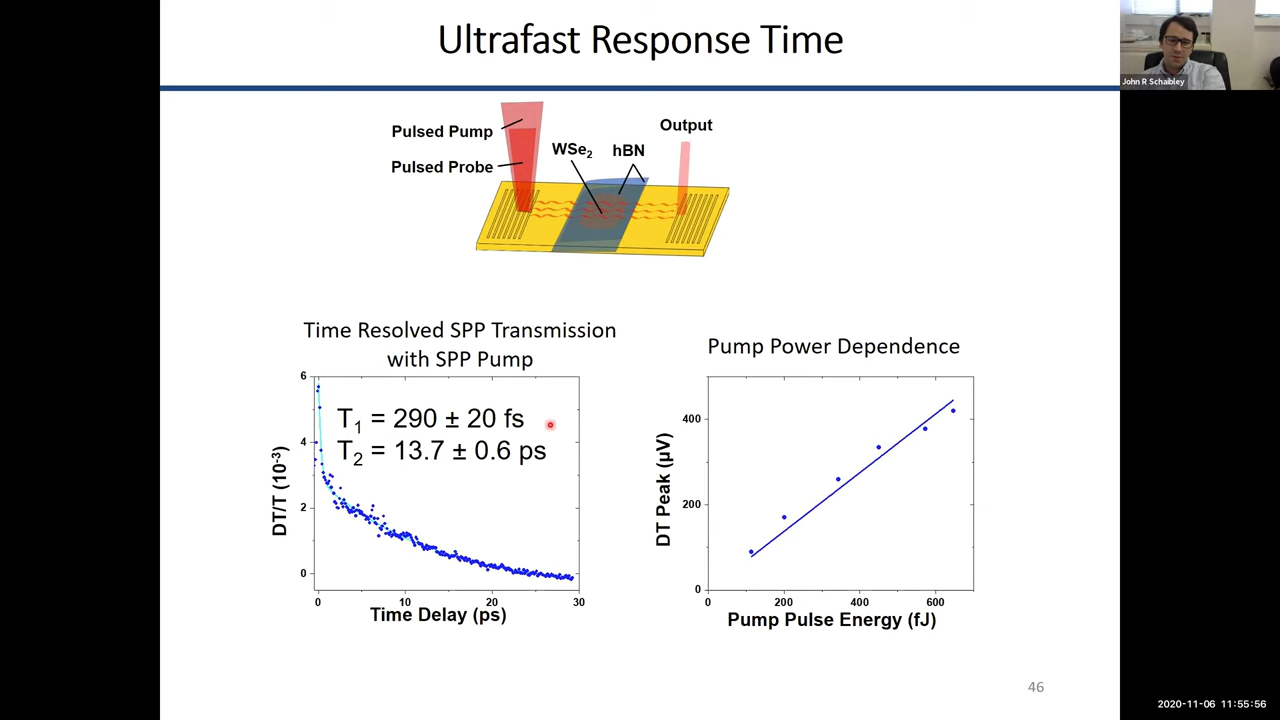 Ultrafast Response Time
John R Schaibley
Pulsed Pump
Pulsed Probe
WSe2
hBN
Output
Time Resolved SPP Transmission
with SPP Pump
T1 = 290 ± 20 fs
T2 = 13.7 ± 0.6 ps
DT/T (10-3)
6
4
2
0
0 10 20 30
Time Delay (ps)
Pump Power Dependence
DT Peak (µV)
400
200
0
0 200 400 600
Pump Pulse Energy (fJ)
46
2020-11-06 11:55:56